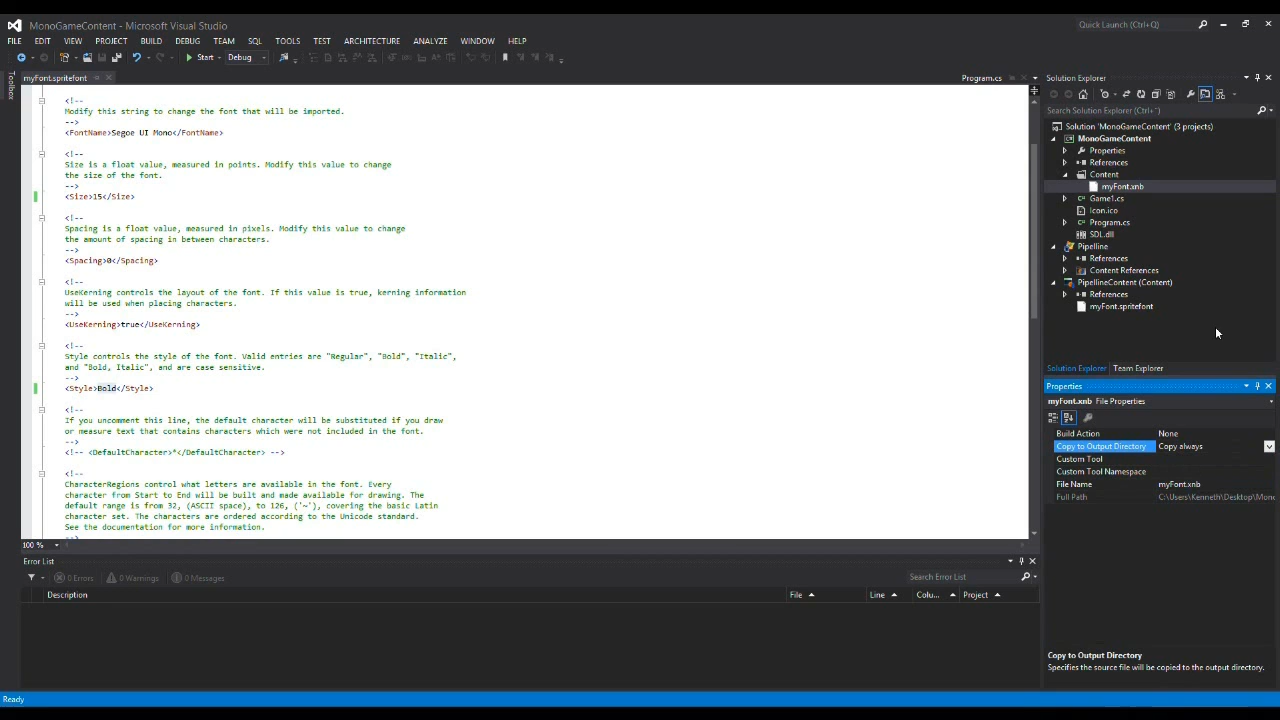 MonoGameContent - Microsoft Visual Studio
Quick Launch (Ctrl+Q)
FILE EDIT VIEW PROJECT BUILD DEBUG TEAM SQL TOOLS TEST ARCHITECTURE ANALYZE WINDOW HELP
Start Debug
Toolbox
myFont.spritefont
Program.cs
<!--
Modify this string to change the font that will be imported.
-->
<FontName>Segoe UI Mono</FontName>
<!--
Size is a float value, measured in points. Modify this value to change
the size of the font.
-->
<Size>15</Size>
<!--
Spacing is a float value, measured in pixels. Modify this value to change
the amount of spacing in between characters.
-->
<Spacing>0</Spacing>
<!--
UseKerning controls the layout of the font. If this value is true, kerning information
will be used when placing characters.
-->
<UseKerning>true</UseKerning>
<!--
Style controls the style of the font. Valid entries are "Regular", "Bold", "Italic",
and "Bold, Italic", and are case sensitive.
-->
<Style>Bold</Style>
<!--
If you uncomment this line, the default character will be substituted if you draw
or measure text that contains characters which were not included in the font.
-->
<!-- <DefaultCharacter>*</DefaultCharacter> -->
<!--
CharacterRegions control what letters are available in the font. Every
character from Start to End will be built and made available for drawing. The
default range is from 32, (ASCII space), to 126, ('~'), covering the basic Latin
character set. The characters are ordered according to the Unicode standard.
See the documentation for more information.
-->
100 %
Error List
0 Errors 0 Warnings 0 Messages
Search Error List
Description File Line Colu... Project
Solution Explorer
Search Solution Explorer (Ctrl+¨)
Solution 'MonoGameContent' (3 projects)
MonoGameContent
Properties
References
Content
myFont.xnb
Game1.cs
Icon.ico
Program.cs
SDL.dll
Pipelline
References
Content References
PipellineContent (Content)
References
myFont.spritefont
Solution Explorer Team Explorer
Properties
myFont.xnb File Properties
Build Action None
Copy to Output Directory Copy always
Custom Tool
Custom Tool Namespace
File Name myFont.xnb
Full Path C:\Users\Kenneth\Desktop\Mono
Copy to Output Directory
Specifies the source file will be copied to the output directory.
Ready